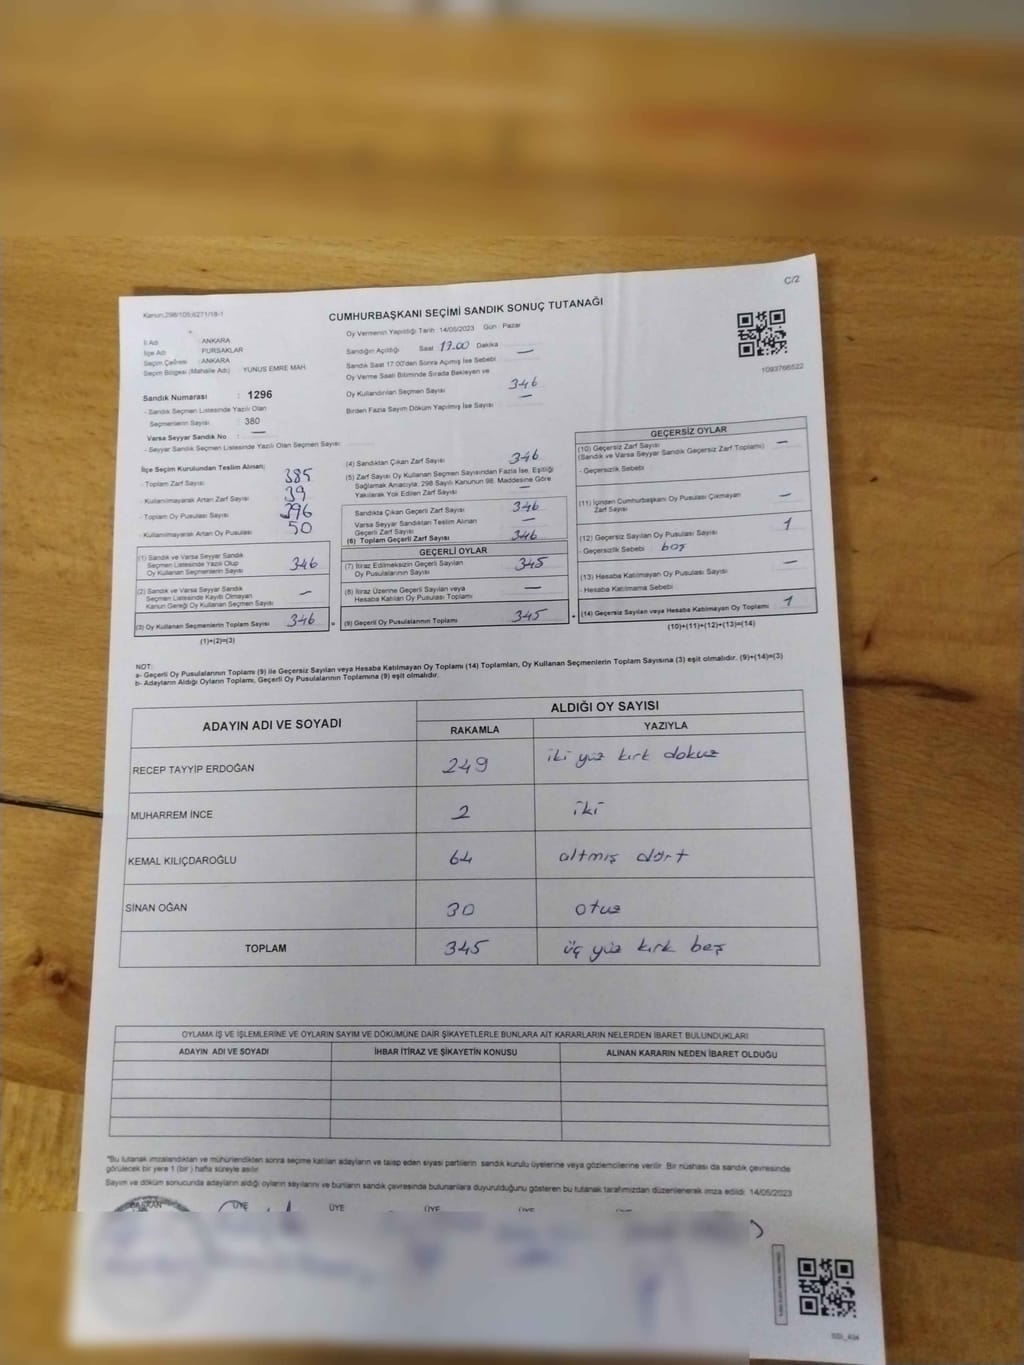 C/2
Kanun,298/105;6271/18-1
CUMHURBAŞKANI SEÇİMİ SANDIK SONUÇ TUTANAĞI
1093766522
İl Adı : ANKARA
İlçe Adı : PURSAKLAR
Seçim Çevresi : ANKARA
Seçim Bölgesi (Mahalle Adı) YUNUS EMRE MAH.
Sandık Numarası : 1296
- Sandık Seçmen Listesinde Yazılı Olan
Seçmenlerin Sayısı : 380
Varsa Seyyar Sandık No : —
- Seyyar Sandık Seçmen Listesinde Yazılı Olan Seçmen Sayısı:
Oy Vermenin Yapıldığı Tarih : 14/05/2023 Gün : Pazar
Sandığın Açıldığı Saat 17.00 Dakika
Sandık Saat 17:00'den Sonra Açmış İse Sebebi —
Oy Verme Saati Bitiminde Sırada Bekleyen ve
Oy Kullandırılan Seçmen Sayısı 346
Birden Fazla Sayım Döküm Yapılmış İse Sayısı —
İlçe Seçim Kurulundan Teslim Alınan;
- Toplam Zarf Sayısı 385
- Kullanılmayarak Artan Zarf Sayısı 39
- Toplam Oy Pusulası Sayısı 396
- Kullanılmayarak Artan Oy Pusulası 50
(1) Sandık ve Varsa Seyyar Sandık
Seçmen Listesinde Yazılı Olup
Oy Kullanan Seçmenlerin Sayısı 346
(2) Sandık ve Varsa Seyyar Sandık
Seçmen Listesinde Kayıtlı Olmayan
Kanun Gereği Oy Kullanan Seçmen Sayısı —
(3) Oy Kullanan Seçmenlerin Toplam Sayısı 346 =
(1)+(2)=(3)
(4) Sandıktan Çıkan Zarf Sayısı 346
(5) Zarf Sayısı Oy Kullanan Seçmen Sayısından Fazla İse, Eşitliği
Sağlamak Amacıyla; 298 Sayılı Kanunun 98. Maddesine Göre
Yakılarak Yok Edilen Zarf Sayısı —
Sandıkta Çıkan Geçerli Zarf Sayısı 346
Varsa Seyyar Sandıktan Teslim Alınan
Geçerli Zarf Sayısı —
(6) Toplam Geçerli Zarf Sayısı 346
GEÇERLİ OYLAR
(7) İtiraz Edilmeksizin Geçerli Sayılan
Oy Pusulalarının Sayısı 345
(8) İtiraz Üzerine Geçerli Sayılan veya
Hesaba Katılan Oy Pusulası Toplamı —
(9) Geçerli Oy Pusulalarının Toplamı 345 +
GEÇERSİZ OYLAR
(10) Geçersiz Zarf Sayısı
(Sandık ve Varsa Seyyar Sandık Geçersiz Zarf Toplamı) —
- Geçersizlik Sebebi
(11) İçinden Cumhurbaşkanı Oy Pusulası Çıkmayan
Zarf Sayısı —
(12) Geçersiz Sayılan Oy Pusulası Sayısı 1
- Geçersizlik Sebebi boş
(13) Hesaba Katılmayan Oy Pusulası Sayısı —
- Hesaba Katılmama Sebebi
(14) Geçersiz Sayılan veya Hesaba Katılmayan Oy Toplamı 1
(10)+(11)+(12)+(13)=(14)
NOT:
a- Geçerli Oy Pusulalarının Toplamı (9) ile Geçersiz Sayılan veya Hesaba Katılmayan Oy Toplamı (14) Toplamları, Oy Kullanan Seçmenlerin Toplam Sayısına (3) eşit olmalıdır. (9)+(14)=(3)
b- Adayların Aldığı Oyların Toplamı, Geçerli Oy Pusulalarının Toplamına (9) eşit olmalıdır.
ADAYIN ADI VE SOYADI ALDIĞI OY SAYISI
RAKAMLA YAZIYLA
RECEP TAYYİP ERDOĞAN 249 iki yüz kırk dokuz
MUHARREM İNCE 2 iki
KEMAL KILIÇDAROĞLU 64 altmış dört
SİNAN OĞAN 30 otuz
TOPLAM 345 üç yüz kırk beş
OYLAMA İŞ VE İŞLEMLERİNE VE OYLARIN SAYIM VE DÖKÜMÜNE DAİR ŞİKAYETLERLE BUNLARA AİT KARARLARIN NELERDEN İBARET BULUNDUKLARI
ADAYIN ADI VE SOYADI İHBAR İTİRAZ VE ŞİKAYETİN KONUSU ALINAN KARARIN NEDEN İBARET OLDUĞU
*Bu tutanak imzalandıktan ve mühürlendikten sonra seçime katılan adayların ve talep eden siyasi partilerin sandık kurulu üyelerine veya gözlemcilerine verilir. Bir nüshası da sandık çevresinde
görülecek bir yere 1 (bir) hafta süreyle asılır.
Sayım ve döküm sonucunda adayların aldığı oyların sayılarını ve bunların sandık çevresinde bulunanlara duyurulduğunu gösteren bu tutanak tarafımızdan düzenlenerek imza edildi. 14/05/2023
BAŞKAN ÜYE ÜYE ÜYE ÜYE